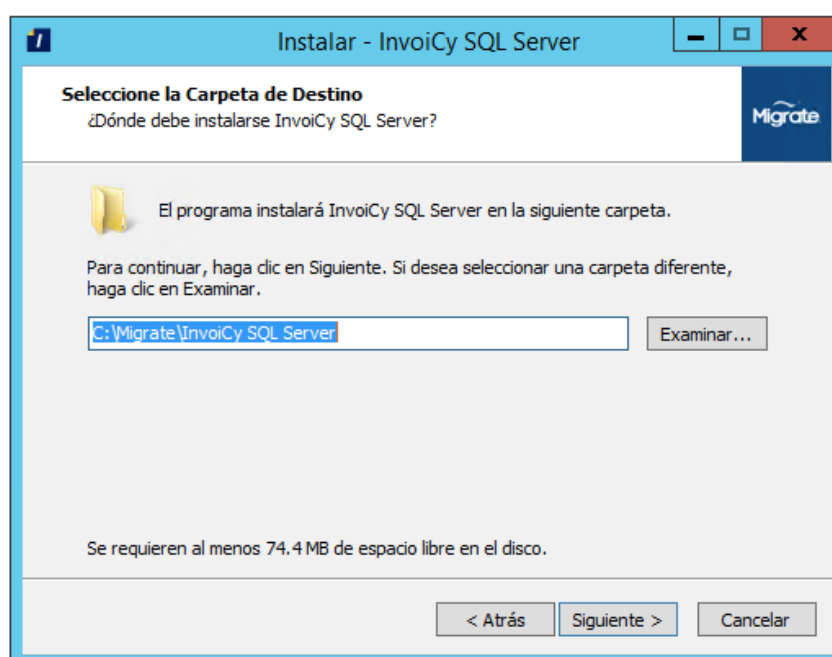 Instalar - InvoiCy SQL Server
Seleccione la Carpeta de Destino
¿Dónde debe instalarse InvoiCy SQL Server?
Migrate
El programa instalará InvoiCy SQL Server en la siguiente carpeta.
Para continuar, haga clic en Siguiente. Si desea seleccionar una carpeta diferente,
haga clic en Examinar.
C:\Migrate\InvoiCy SQL Server
Examinar...
Se requieren al menos 74.4 MB de espacio libre en el disco.
< Atrás
Siguiente >
Cancelar